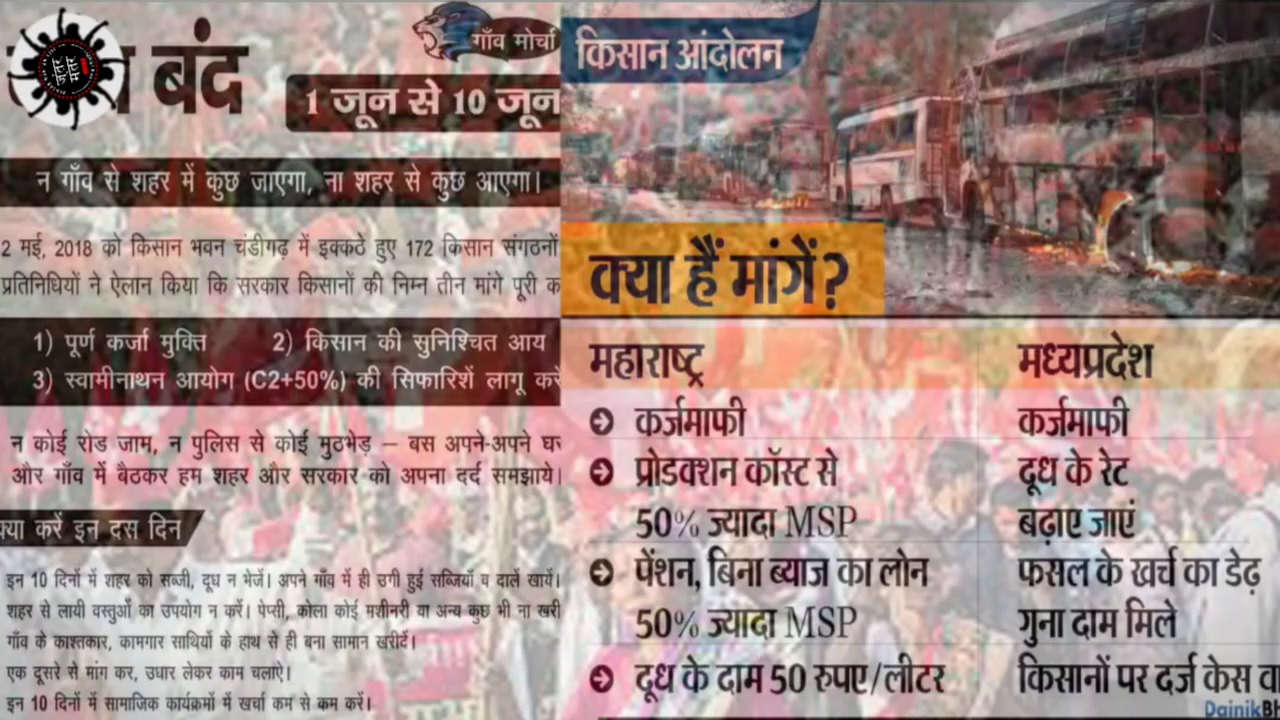 बंद
गाँव मोर्चा
1 जून से 10 जून
न गाँव से शहर में कुछ जाएगा, ना शहर से कुछ आएगा।
2 मई, 2018 को किसान भवन चंडीगढ़ में इक्कठे हुए 172 किसान संगठनों
प्रतिनिधियों ने ऐलान किया कि सरकार किसानों की निम्न तीन मांगे पूरी
1) पूर्ण कर्जा मुक्ति 2) किसान की सुनिश्चित आय
3) स्वामीनाथन आयोग (C2+50%) की सिफारिशें लागू करे
न कोई रोड जाम, न पुलिस से कोई मुठभेड़ – बस अपने-अपने घर
और गाँव में बैठकर हम शहर और सरकार को अपना दर्द समझाये।
क्या करें इन दस दिन
इन 10 दिनों में शहर को सब्जी, दूध न भेजें। अपने गाँव में ही उगी हुई सब्जियाँ व दालें खायें।
शहर से लायी वस्तुओं का उपयोग न करें। पेप्सी, कोला कोई मशीनरी या अन्य कुछ भी ना खरी
गाँव के काश्तकार, कामगार साथियों के हाथ से ही बना सामान खरीदें।
एक दूसरे से मांग कर, उधार लेकर काम चलाऐ।
इन 10 दिनों में सामाजिक कार्यक्रमों में खर्चा कम से कम करें।
किसान आंदोलन
क्या हैं मांगें?
महाराष्ट्र मध्यप्रदेश
कर्जमाफी कर्जमाफी
प्रोडक्शन कॉस्ट से दूध के रेट
50% ज्यादा MSP बढ़ाए जाएं
पेंशन, बिना ब्याज का लोन फसल के खर्च का डेढ़
50% ज्यादा MSP गुना दाम मिले
दूध के दाम 50 रुपए/लीटर किसानों पर दर्ज केस वा
DainikBh